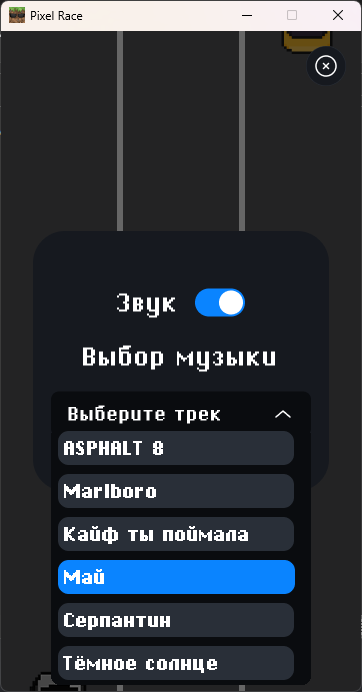 Pixel Race
Звук
Выбор музыки
Выберите трек
ASPHALT 8
Marlboro
Кайф ты поймала
Май
Серпантин
Тёмное солнце